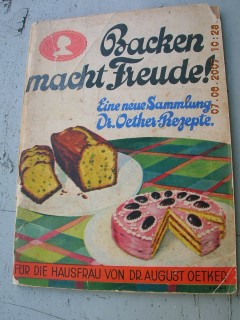 Backen
macht Freude!
Eine neue Sammlung
Dr. Oetker-Rezepte.
FÜR DIE HAUSFRAU VON DR. AUGUST OETKER
07-08-2007 10:28